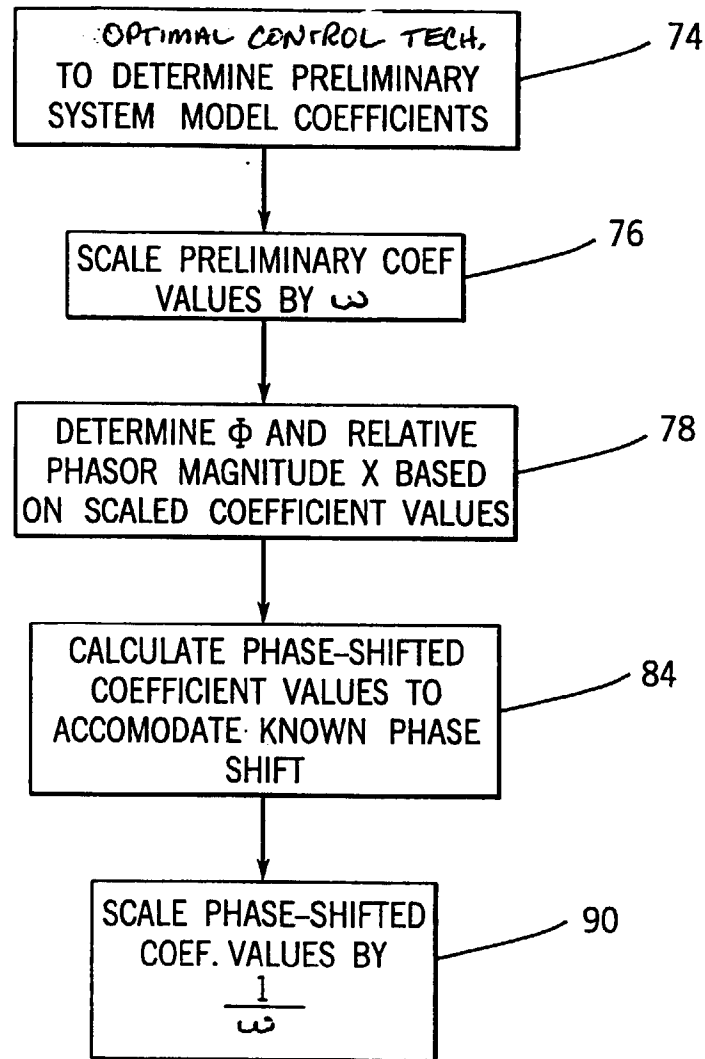 OPTIMAL CONTROL TECH.
TO DETERMINE PRELIMINARY
SYSTEM MODEL COEFFICIENTS
74
SCALE PRELIMINARY COEF
VALUES BY ω
76
DETERMINE Φ AND RELATIVE
PHASOR MAGNITUDE X BASED
ON SCALED COEFFICIENT VALUES
78
CALCULATE PHASE-SHIFTED
COEFFICIENT VALUES TO
ACCOMODATE KNOWN PHASE
SHIFT
84
SCALE PHASE-SHIFTED
COEF. VALUES BY
1
ω
90